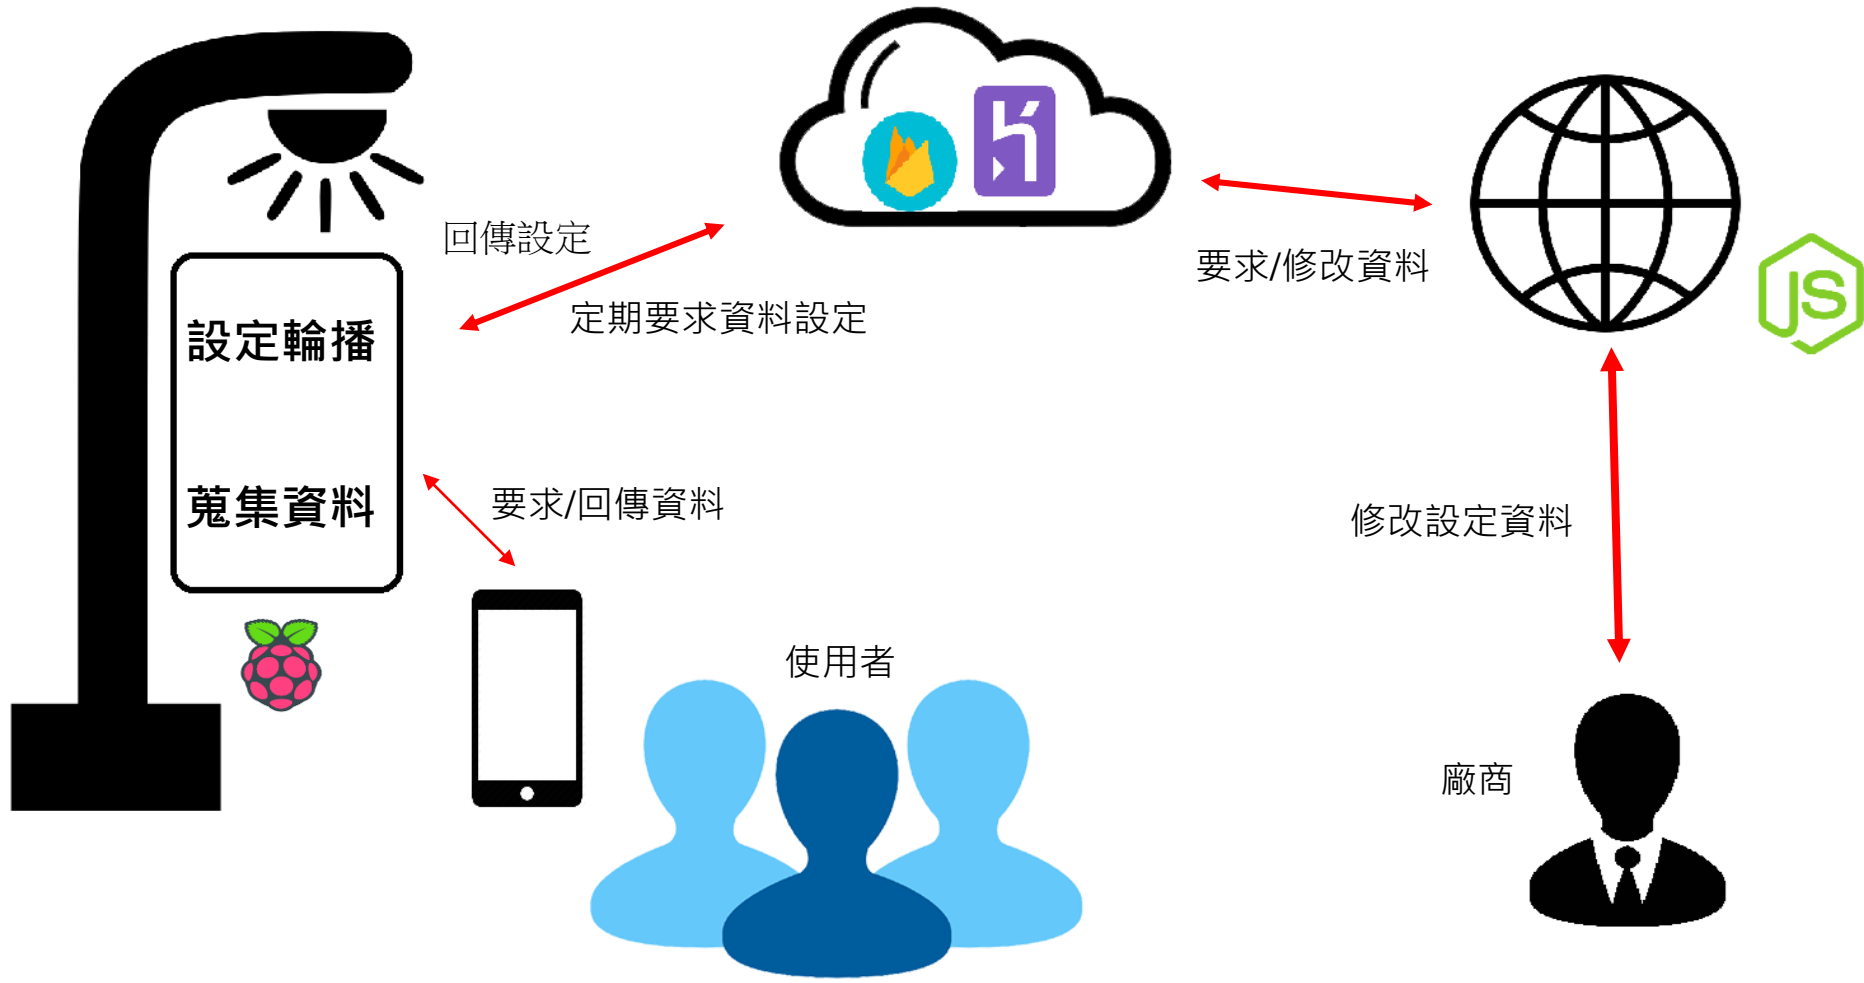 回傳設定
定期要求資料設定
要求/修改資料
設定輪播
蒐集資料
要求/回傳資料
修改設定資料
使用者
廠商
JS